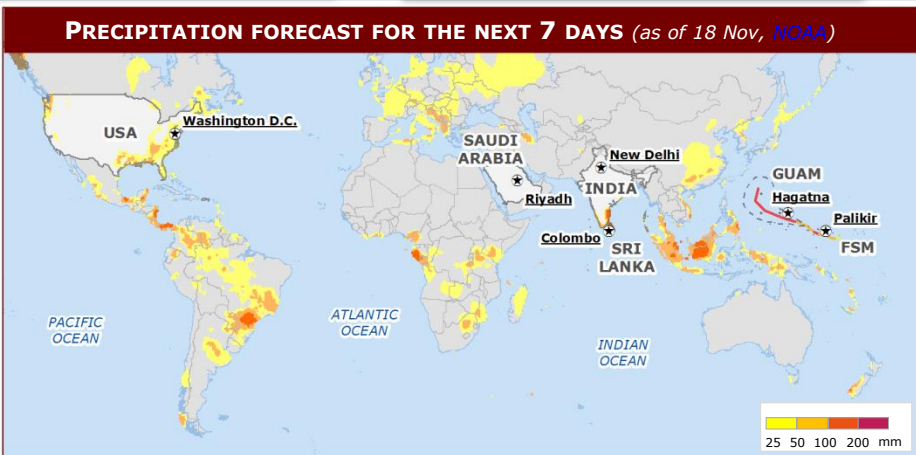 PRECIPITATION FORECAST FOR THE NEXT 7 DAYS (as of 18 Nov, NOAA)
USA
Washington D.C.
SAUDI
ARABIA
Riyadh
New Delhi
INDIA
Colombo
SRI
LANKA
GUAM
Hagatna
Palikir
FSM
PACIFIC
OCEAN
ATLANTIC
OCEAN
INDIAN
OCEAN
25 50 100 200 mm